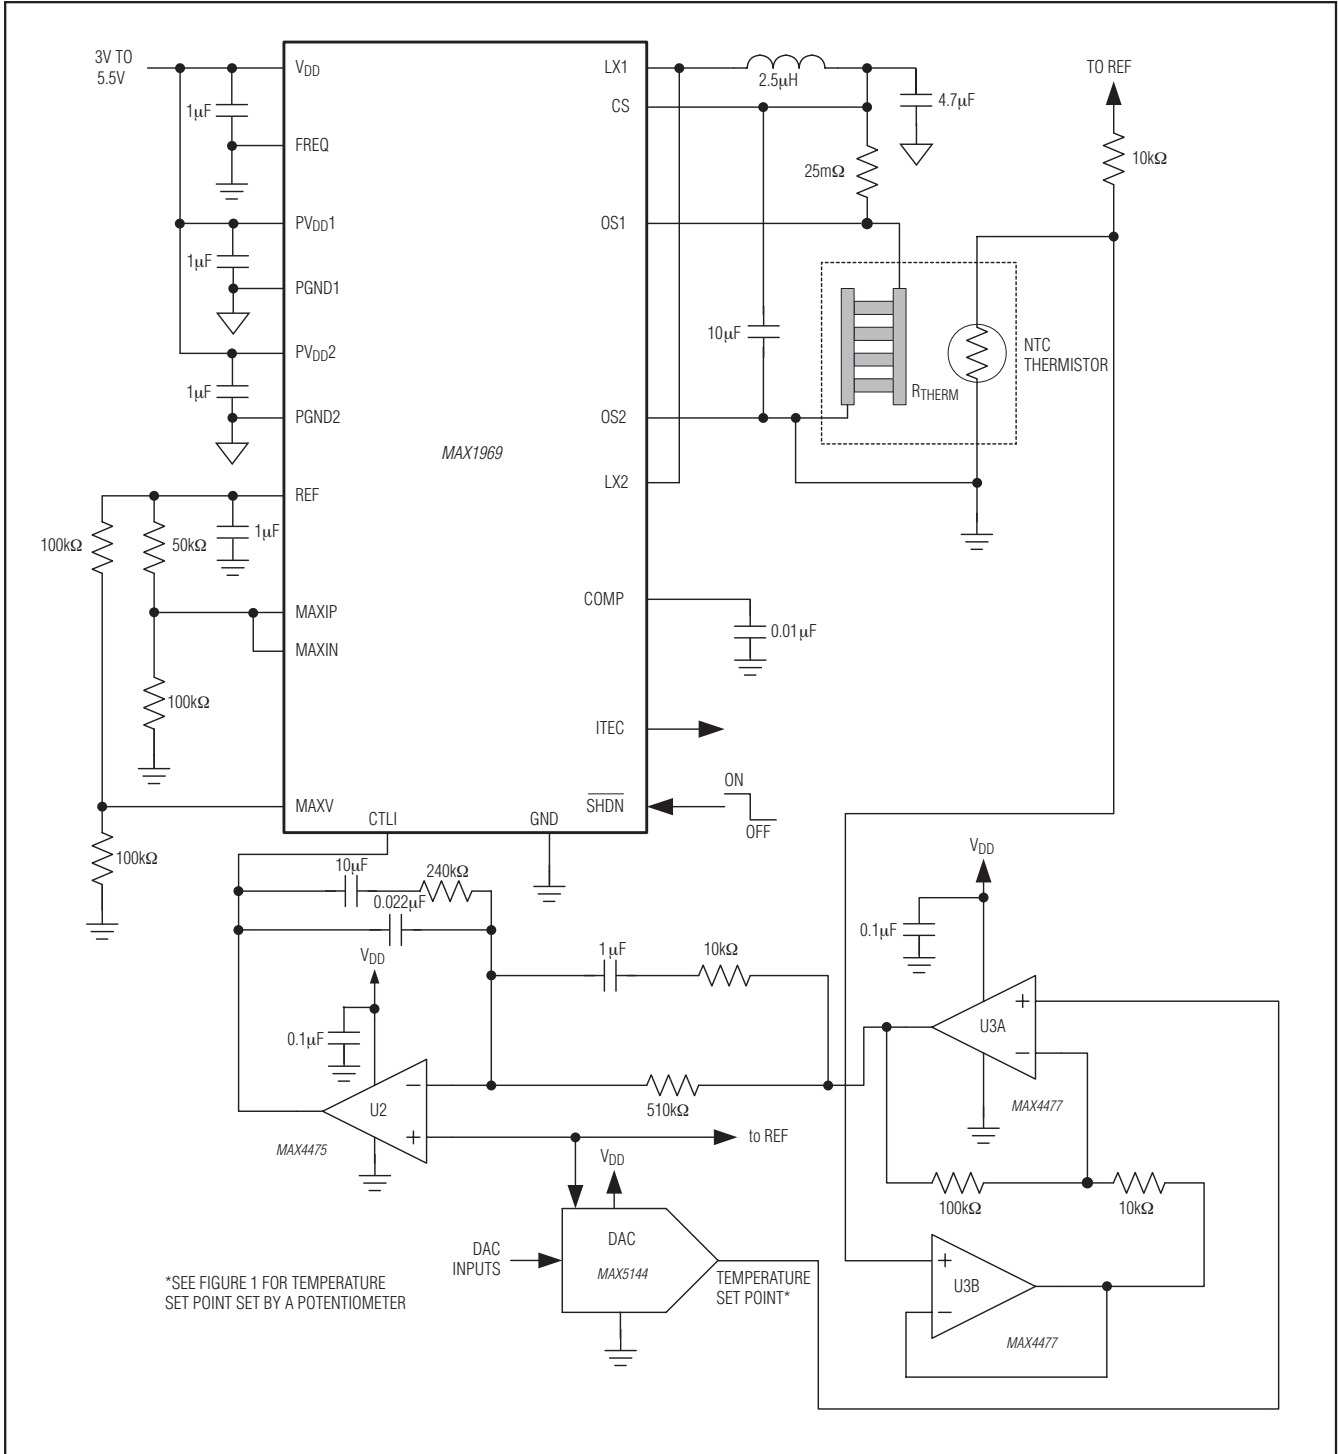 3V TO
5.5V
VDD
LX1
2.5µH
4.7µF
TO REF
1µF
CS
FREQ
10kΩ
25mΩ
PVDD1
OS1
1µF
PGND1
10µF
NTC
THERMISTOR
PVDD2
1µF
RTHERM
PGND2
OS2
MAX1969
LX2
REF
100kΩ
50kΩ
1µF
COMP
0.01µF
MAXIP
MAXIN
100kΩ
ITEC
ON
OFF
MAXV
SHDN
CTLI
GND
100kΩ
10µF
240kΩ
0.022µF
VDD
VDD
0.1µF
1µF
10kΩ
0.1µF
+
U3A
−
MAX4477
−
U2
+
510kΩ
MAX4475
to REF
VDD
100kΩ
10kΩ
DAC
INPUTS
DAC
MAX5144
TEMPERATURE
SET POINT*
+
U3B
−
MAX4477
*SEE FIGURE 1 FOR TEMPERATURE
SET POINT SET BY A POTENTIOMETER